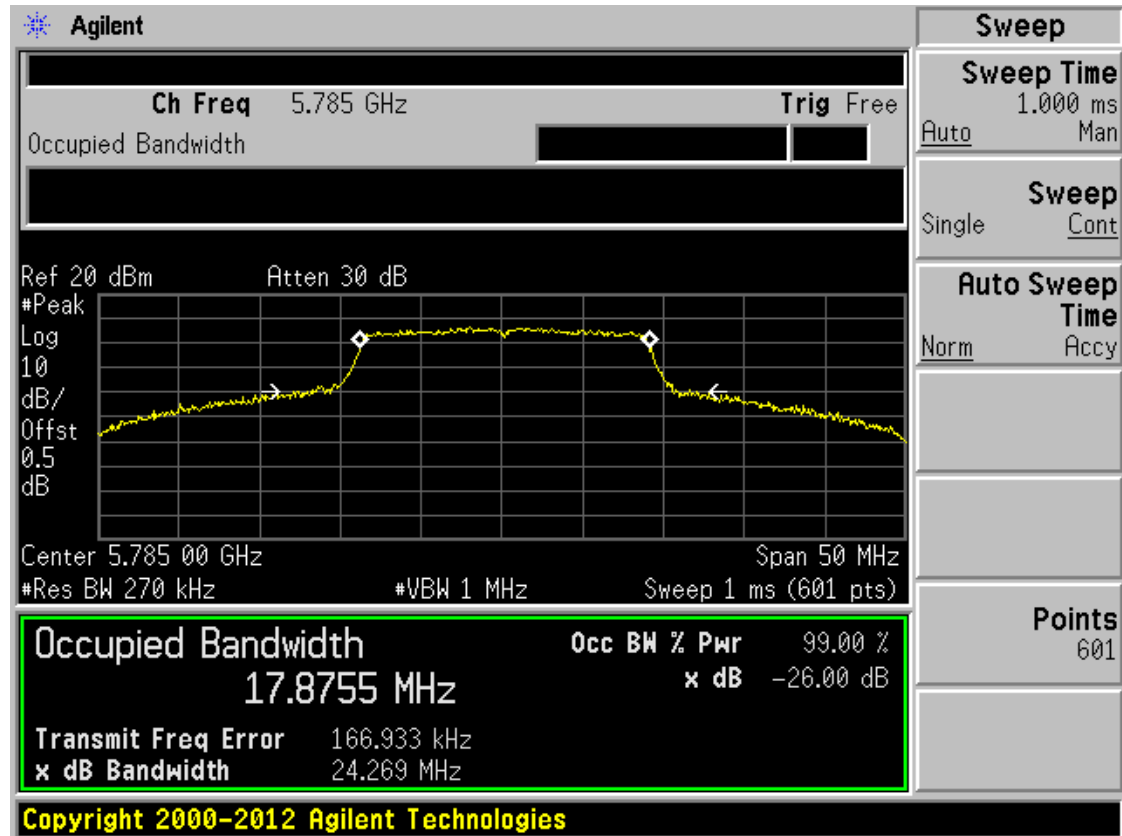 Agilent
Ch Freq 5.785 GHz Trig Free
Occupied Bandwidth
Ref 20 dBm Atten 30 dB
#Peak
Log
10
dB/
Offst
0.5
dB
Center 5.785 00 GHz Span 50 MHz
#Res BW 270 kHz #VBW 1 MHz Sweep 1 ms (601 pts)
Occupied Bandwidth
17.8755 MHz
Occ BW % Pwr 99.00 %
x dB -26.00 dB
Transmit Freq Error 166.933 kHz
x dB Bandwidth 24.269 MHz
Sweep
Sweep Time
1.000 ms
Auto Man
Sweep
Single Cont
Auto Sweep
Time
Norm Accy
Points
601
Copyright 2000-2012 Agilent Technologies